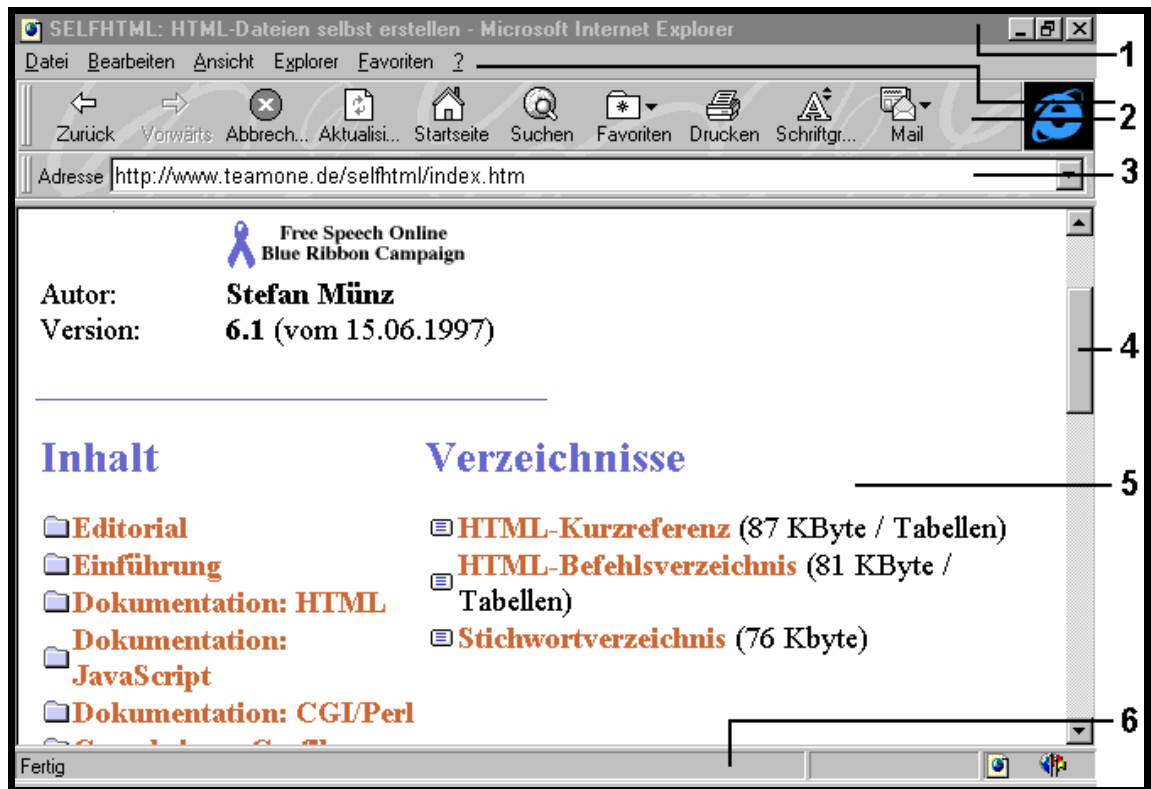 SELFHTML: HTML-Dateien selbst erstellen - Microsoft Internet Explorer
1
Datei Bearbeiten Ansicht Explorer Favoriten ?
Zurück Vorwärts Abbrech... Aktualisi... Startseite Suchen Favoriten Drucken Schriftgr... Mail
2
Adresse http://www.teamone.de/selfhtml/index.htm
3
Free Speech Online
Blue Ribbon Campaign
Autor: Stefan Münz
Version: 6.1 (vom 15.06.1997)
4
Inhalt Verzeichnisse
5
Editorial HTML-Kurzreferenz (87 KByte / Tabellen)
Einführung HTML-Befehlsverzeichnis (81 KByte /
Dokumentation: HTML Tabellen)
Dokumentation: Stichwortverzeichnis (76 Kbyte)
JavaScript
Dokumentation: CGI/Perl
6
Fertig